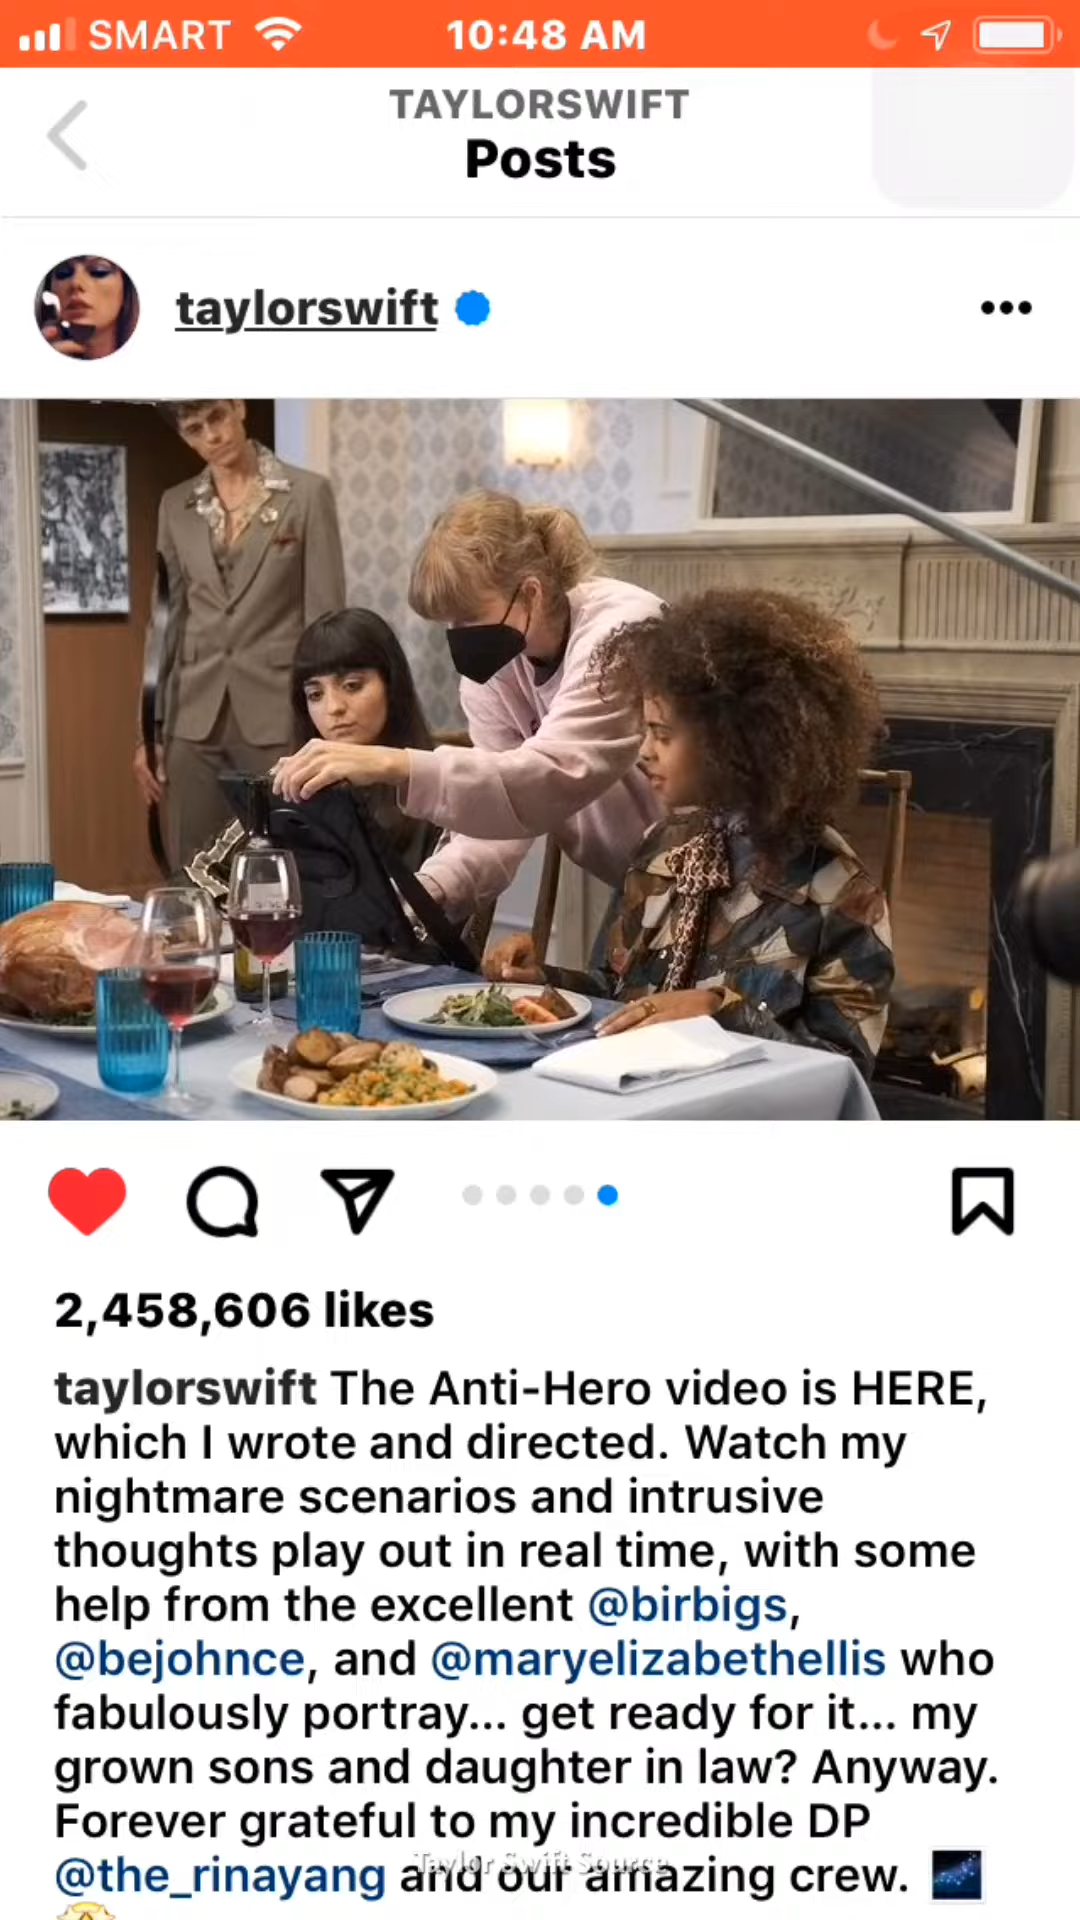 SMART 10:48 AM
TAYLORSWIFT
Posts
taylorswift
2,458,606 likes
taylorswift The Anti-Hero video is HERE,
which I wrote and directed. Watch my
nightmare scenarios and intrusive
thoughts play out in real time, with some
help from the excellent @birbigs,
@bejohnce, and @maryelizabethellis who
fabulously portray... get ready for it... my
grown sons and daughter in law? Anyway.
Forever grateful to my incredible DP
@the_rinayang and our amazing crew.
Taylor Swift Source